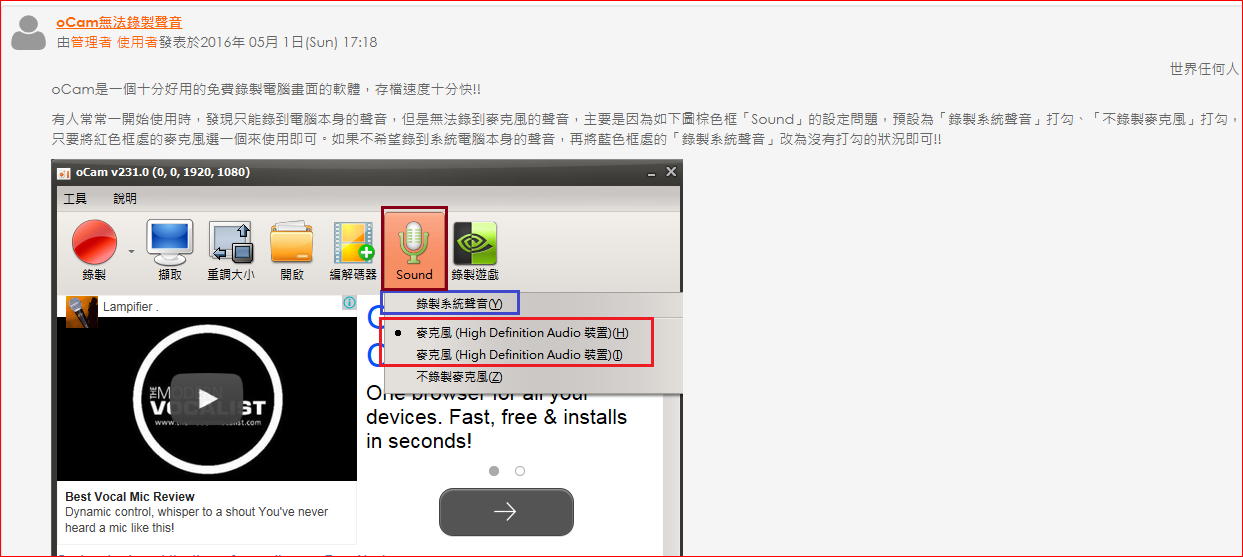 oCam無法錄製聲音
由管理者 使用者發表於2016年 05月 1日(Sun) 17:18
世界任何人
oCam是一個十分好用的免費錄製電腦畫面的軟體，存檔速度十分快!!
有人常常一開始使用時，發現只能錄到電腦本身的聲音，但是無法錄到麥克風的聲音，主要是因為如下圖棕色框「Sound」的設定問題，預設為「錄製系統聲音」打勾、「不錄製麥克風」打勾，
只要將紅色框處的麥克風選一個來使用即可。如果不希望錄到系統電腦本身的聲音，再將藍色框處的「錄製系統聲音」改為沒有打勾的狀況即可!!
oCam v231.0 (0, 0, 1920, 1080)
工具 說明
錄製 擷取 重調大小 開啟 編解碼器 Sound 錄製遊戲
錄製系統聲音(Y)
麥克風 (High Definition Audio 裝置)(H)
麥克風 (High Definition Audio 裝置)(I)
不錄製麥克風(Z)
Lampifier .
THE MODERN
VOCALIST
One browser for all your
devices. Fast, free & installs
in seconds!
Best Vocal Mic Review
Dynamic control, whisper to a shout You've never
heard a mic like this!